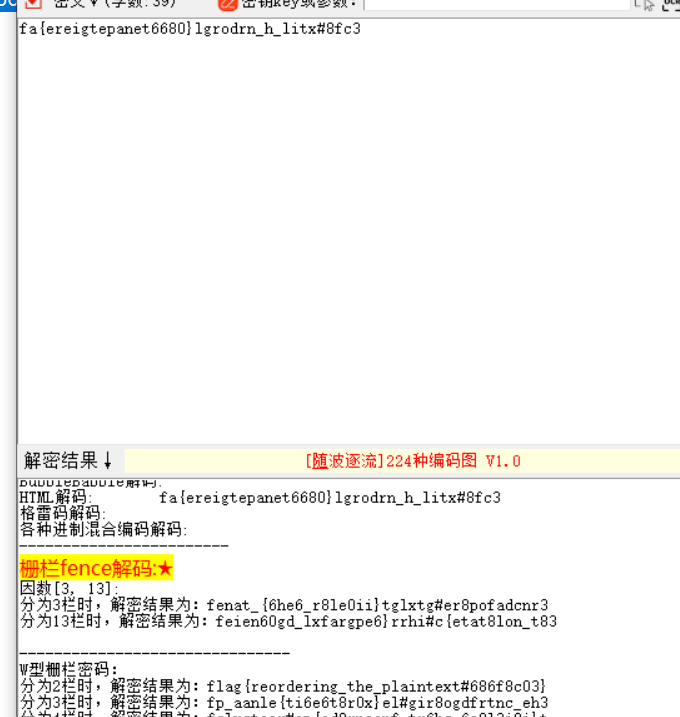 密文∨(字数:39) 密钥key或参数:
fa{ereigtepanet6680}lgrodrn_h_litx#8fc3
解密结果↓ [随波逐流]224种编码图 V1.0
BubbleBabble解码:
HTML解码: fa{ereigtepanet6680}lgrodrn_h_litx#8fc3
格雷码解码:
各种进制混合编码解码:
------------------------
栅栏fence解码:★
因数[3, 13]:
分为3栏时，解密结果为: fenat_{6he6_r8le0ii}tglxtg#er8pofadcnr3
分为13栏时，解密结果为: feien60gd_lxfargpe6}rrhi#c{etat8lon_t83
-------------------------------
W型栅栏密码:
分为2栏时，解密结果为: flag{reordering_the_plaintext#686f8c03}
分为3栏时，解密结果为: fp_aanle{ti6e6t8r0x}el#gir8ogdfrtnc_eh3